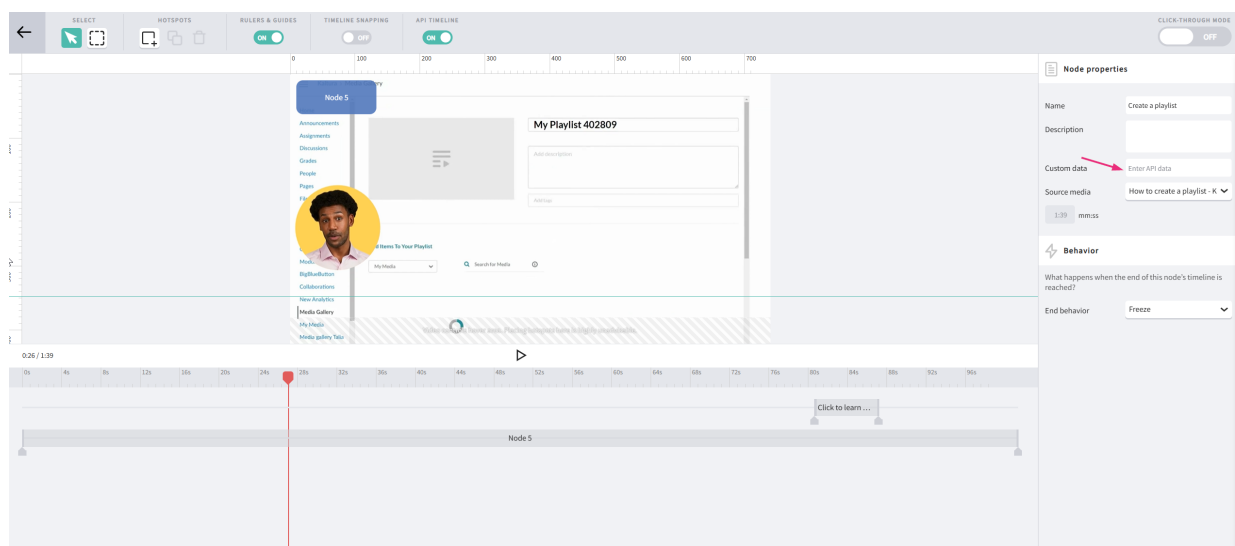 SELECT
HOTSPOTS
RULERS & GUIDES
TIMELINE SNAPPING
API TIMELINE
CLICK-THROUGH MODE
ON
OFF
ON
OFF
0 100 200 300 400 500 600 700
Node 5
Announcements
Assignments
Discussions
Grades
People
Pages
My Playlist 402809
Add description
Add tags
Items To Your Playlist
My Media
Search for Media
BigBlueButton
Collaborations
New Analytics
Media Gallery
My Media
Media gallery Talia
Node properties
Name
Create a playlist
Description
Custom data
Enter API data
Source media
How to create a playlist - K
1:39 mm:ss
Behavior
What happens when the end of this node's timeline is
reached?
End behavior
Freeze
0:26 / 1:39
0s 4s 8s 12s 16s 20s 24s 28s 32s 36s 40s 44s 48s 52s 56s 60s 64s 68s 72s 76s 80s 84s 88s 92s 96s
Click to learn ...
Node 5